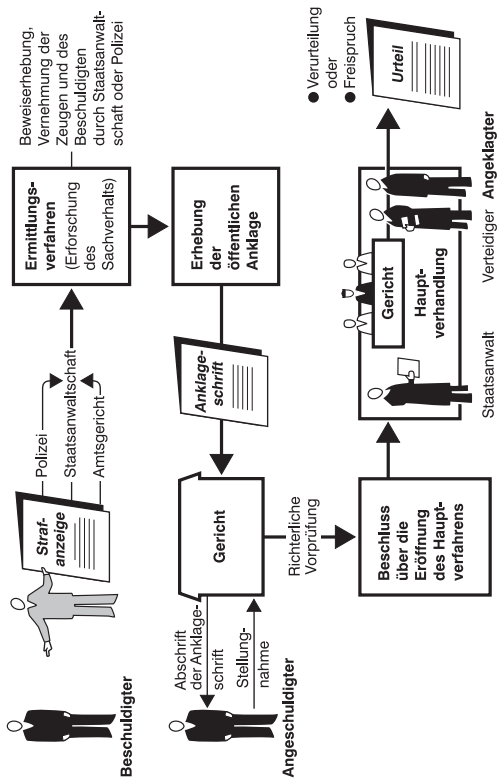 Beschuldigter
Straf-
anzeige
Polizei
Staatsanwaltschaft
Amtsgericht
Ermittlungs-
verfahren
(Erforschung
des
Sachverhalts)
Beweiserhebung,
Vernehmung der
Zeugen und des
Beschuldigten
durch Staatsanwalt-
schaft oder Polizei
Angeschuldigter
Abschrift
der Anklage-
schrift
Stellung-
nahme
Gericht
Anklage-
schrift
Erhebung
der
öffentlichen
Anklage
Richterliche
Vorprüfung
Beschluss
über die
Eröffnung
des Haupt-
verfahrens
Gericht
Haupt-
verhandlung
Staatsanwalt
Verteidiger
Angeklagter
● Verurteilung
oder
● Freispruch
Urteil